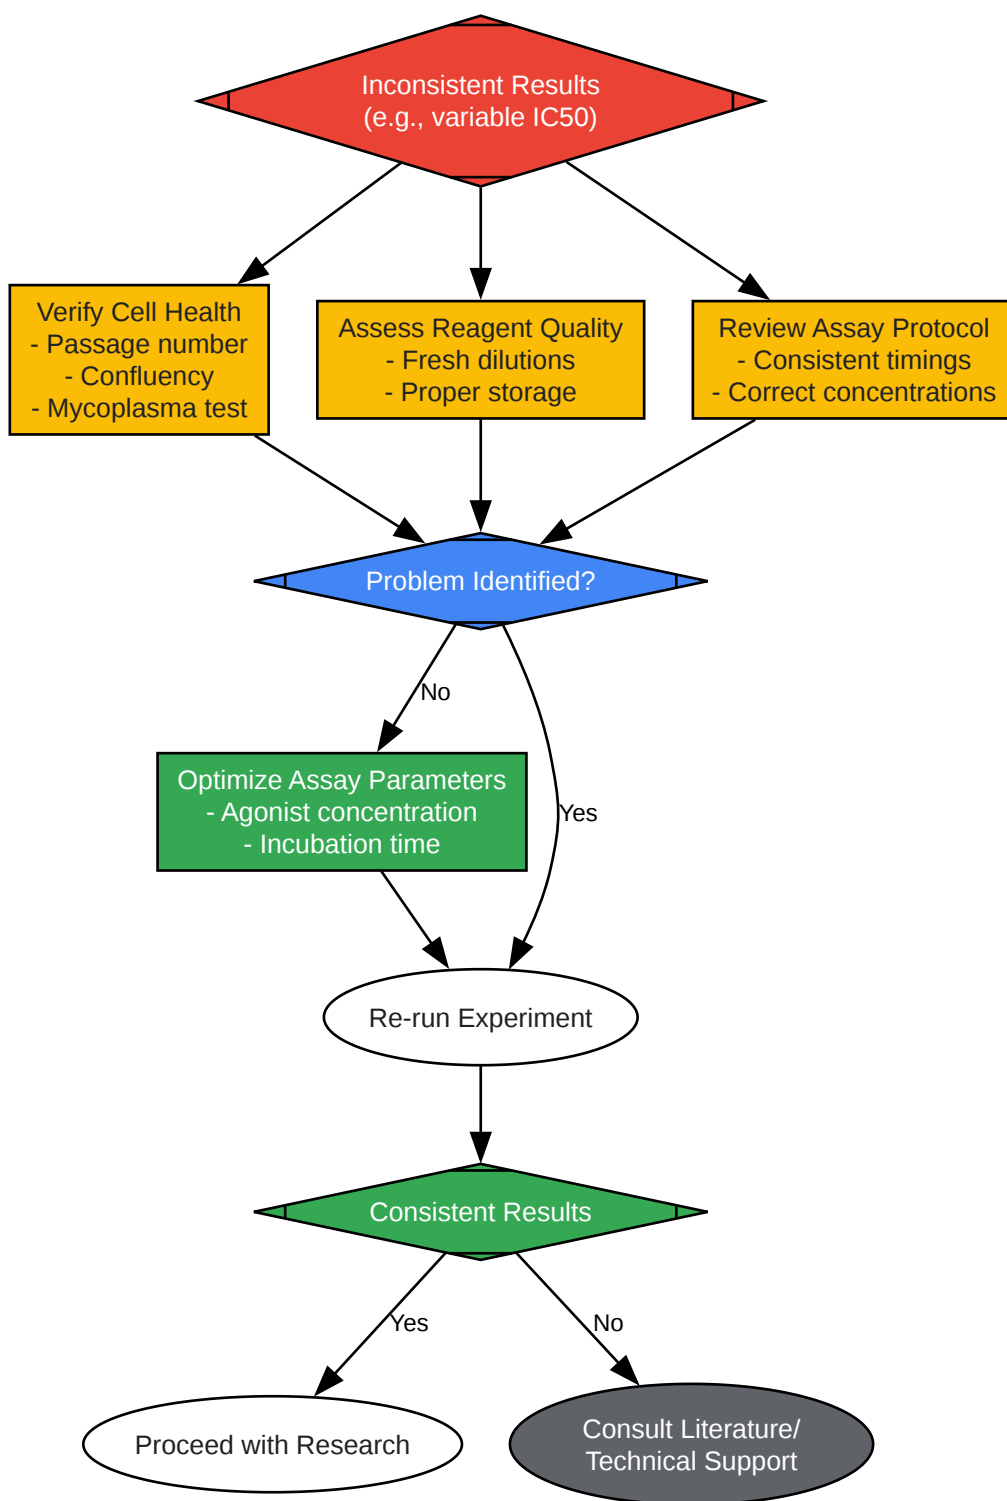 Inconsistent Results
(e.g., variable IC50)
Verify Cell Health
- Passage number
- Confluency
- Mycoplasma test
Assess Reagent Quality
- Fresh dilutions
- Proper storage
Review Assay Protocol
- Consistent timings
- Correct concentrations
Problem Identified?
No
Yes
Optimize Assay Parameters
- Agonist concentration
- Incubation time
Re-run Experiment
Consistent Results
Yes
No
Proceed with Research
Consult Literature/
Technical Support